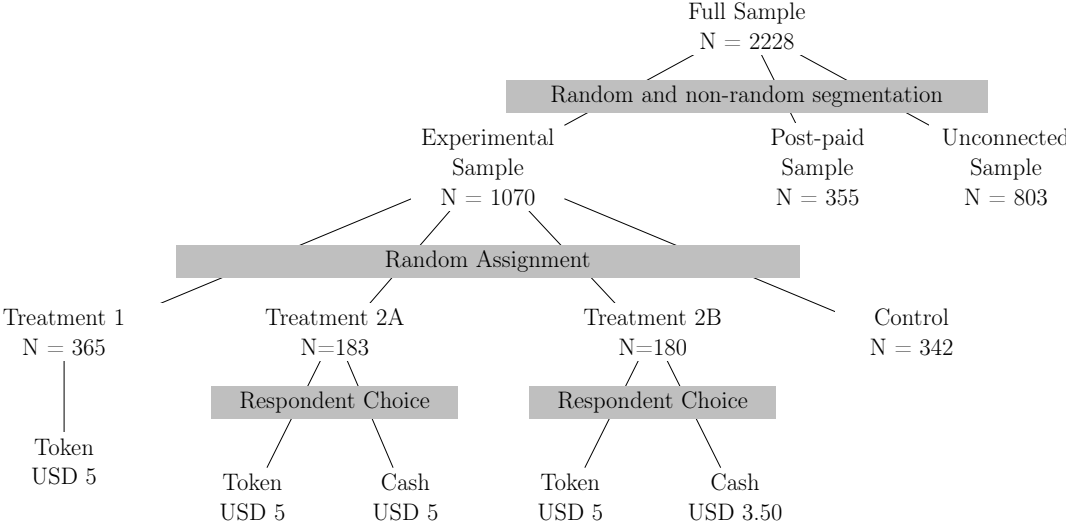 Full Sample
N = 2228
Random and non-random segmentation
Experimental
Sample
N = 1070
Post-paid
Sample
N = 355
Unconnected
Sample
N = 803
Random Assignment
Treatment 1
N = 365
Treatment 2A
N=183
Treatment 2B
N=180
Control
N = 342
Respondent Choice
Respondent Choice
Token
USD 5
Token
USD 5
Cash
USD 5
Token
USD 5
Cash
USD 3.50